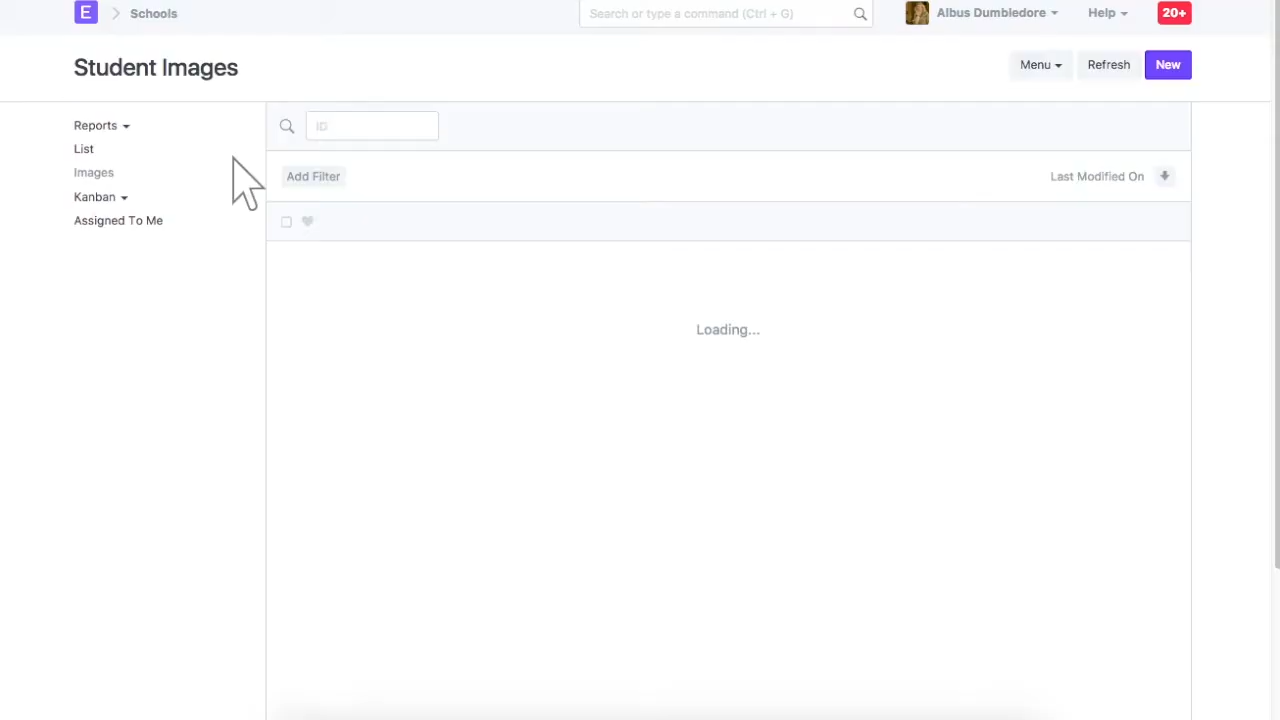 E Schools Search or type a command (Ctrl + G) Albus Dumbledore Help 20+
Student Images Menu Refresh New
Reports
List
Images
Kanban
Assigned To Me
ID
Add Filter Last Modified On
Loading...